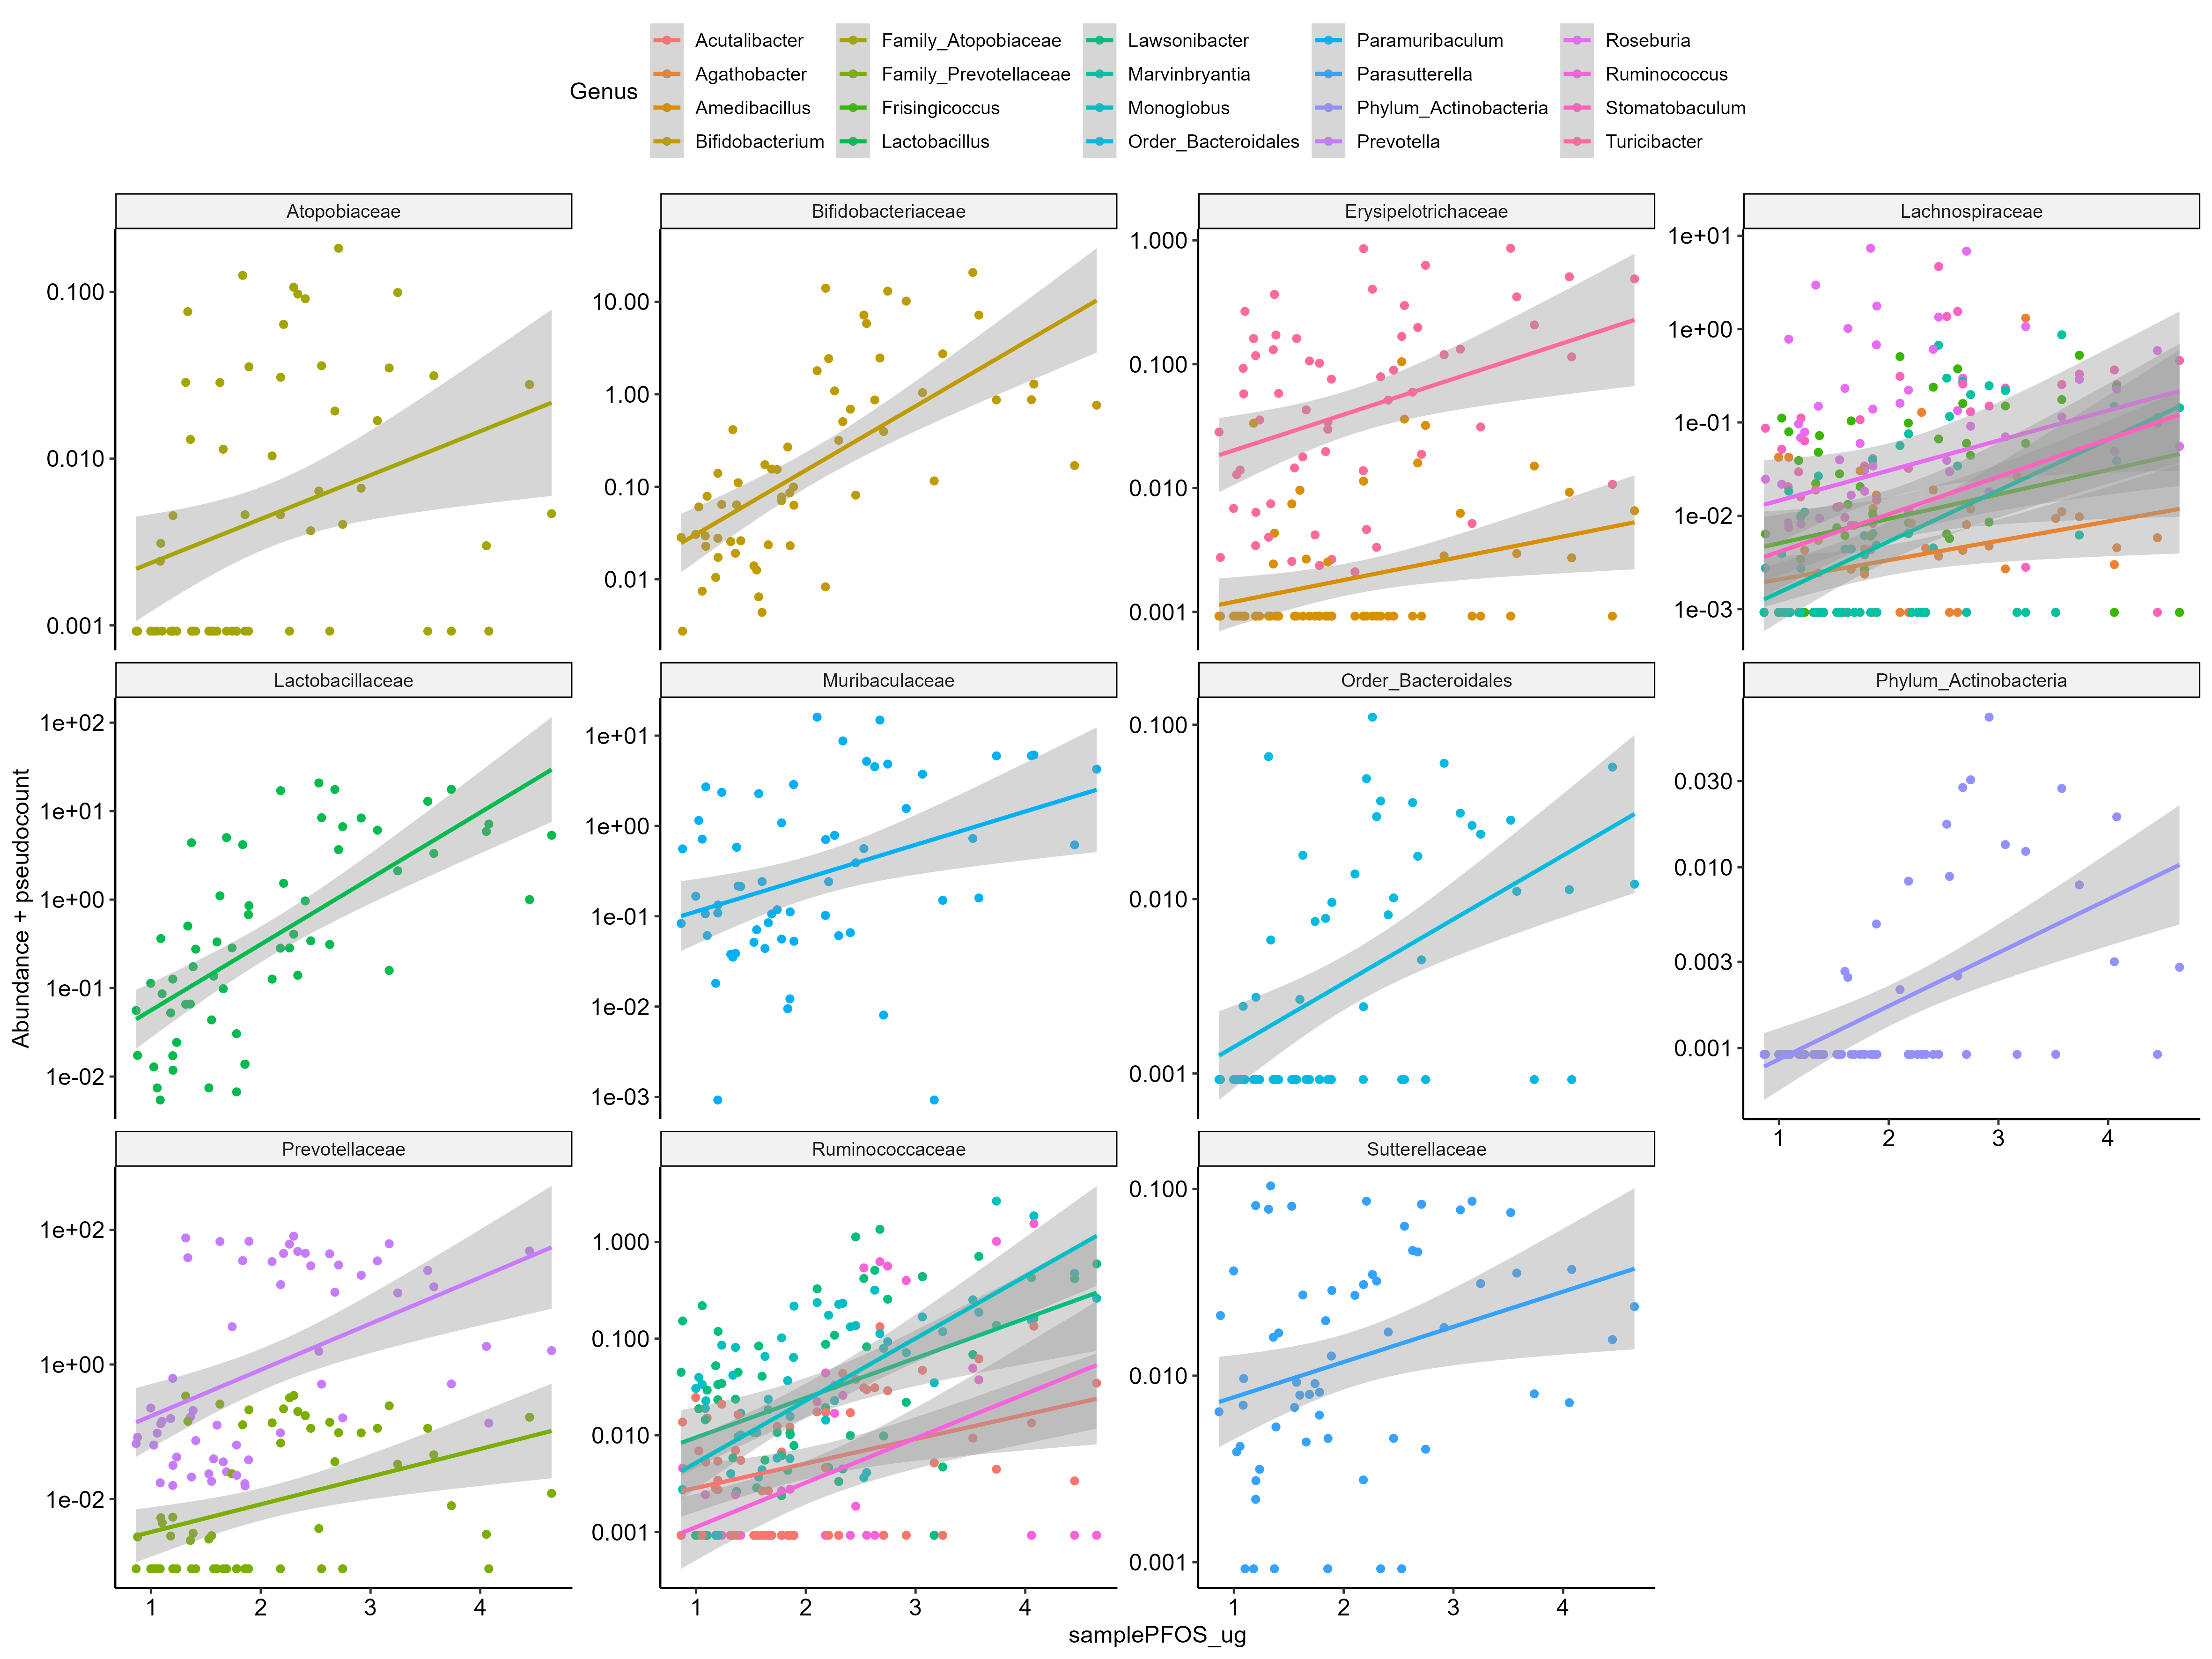 Genus
Acutalibacter Family_Atopobiaceae Lawsonibacter Paramuribaculum Roseburia
Agathobacter Family_Prevotellaceae Marvinbryantia Parasutterella Ruminococcus
Amedibacillus Frisingicoccus Monoglobus Phylum_Actinobacteria Stomatobaculum
Bifidobacterium Lactobacillus Order_Bacteroidales Prevotella Turicibacter
Atopobiaceae
0.100
0.010
0.001
Bifidobacteriaceae
10.00
1.00
0.10
0.01
Erysipelotrichaceae
1.000
0.100
0.010
0.001
Lachnospiraceae
1e+01
1e+00
1e-01
1e-02
1e-03
Abundance + pseudocount
Lactobacillaceae
1e+02
1e+01
1e+00
1e-01
1e-02
Muribaculaceae
1e+01
1e+00
1e-01
1e-02
1e-03
Order_Bacteroidales
0.100
0.010
0.001
Phylum_Actinobacteria
0.030
0.010
0.003
0.001
1 2 3 4
Prevotellaceae
1e+02
1e+00
1e-02
1 2 3 4
Ruminococcaceae
1.000
0.100
0.010
0.001
1 2 3 4
Sutterellaceae
0.100
0.010
0.001
1 2 3 4
samplePFOS_ug